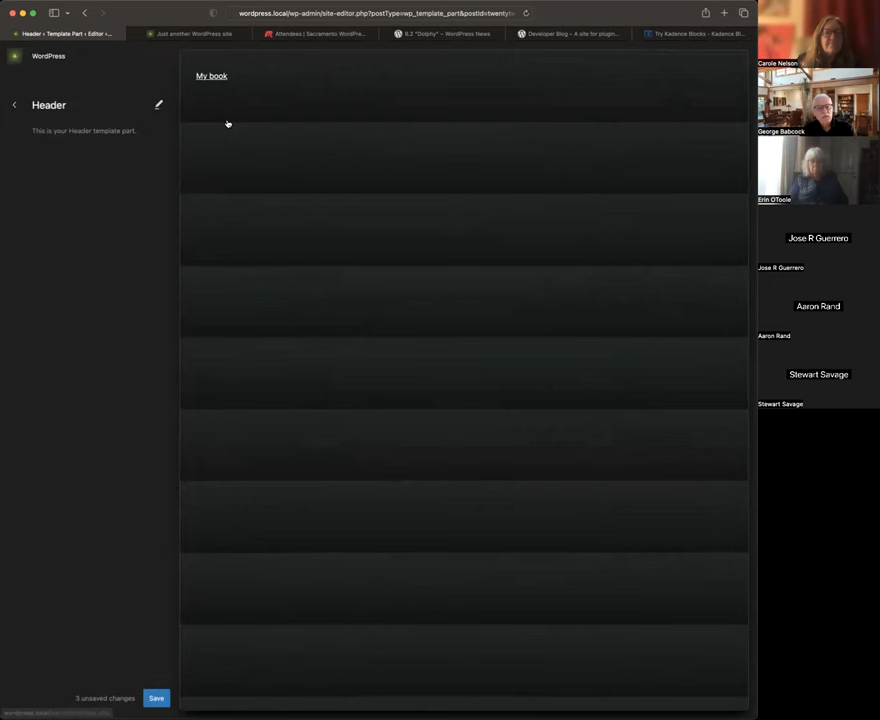 wordpress.local/wp-admin/site-editor.php?postType=wp_template_part&postId=twentytw
Header ‹ Template Part ‹ Editor ‹...
Just another WordPress site
Attendees | Sacramento WordPre...
6.2 "Dolphy" – WordPress News
Developer Blog – A site for plugin...
Try Kadence Blocks - Kadence Bl...
WordPress
My book
Header
This is your Header template part.
3 unsaved changes
Save
Carole Nelson
George Babcock
Erin OToole
Jose R Guerrero
Jose R Guerrero
Aaron Rand
Aaron Rand
Stewart Savage
Stewart Savage